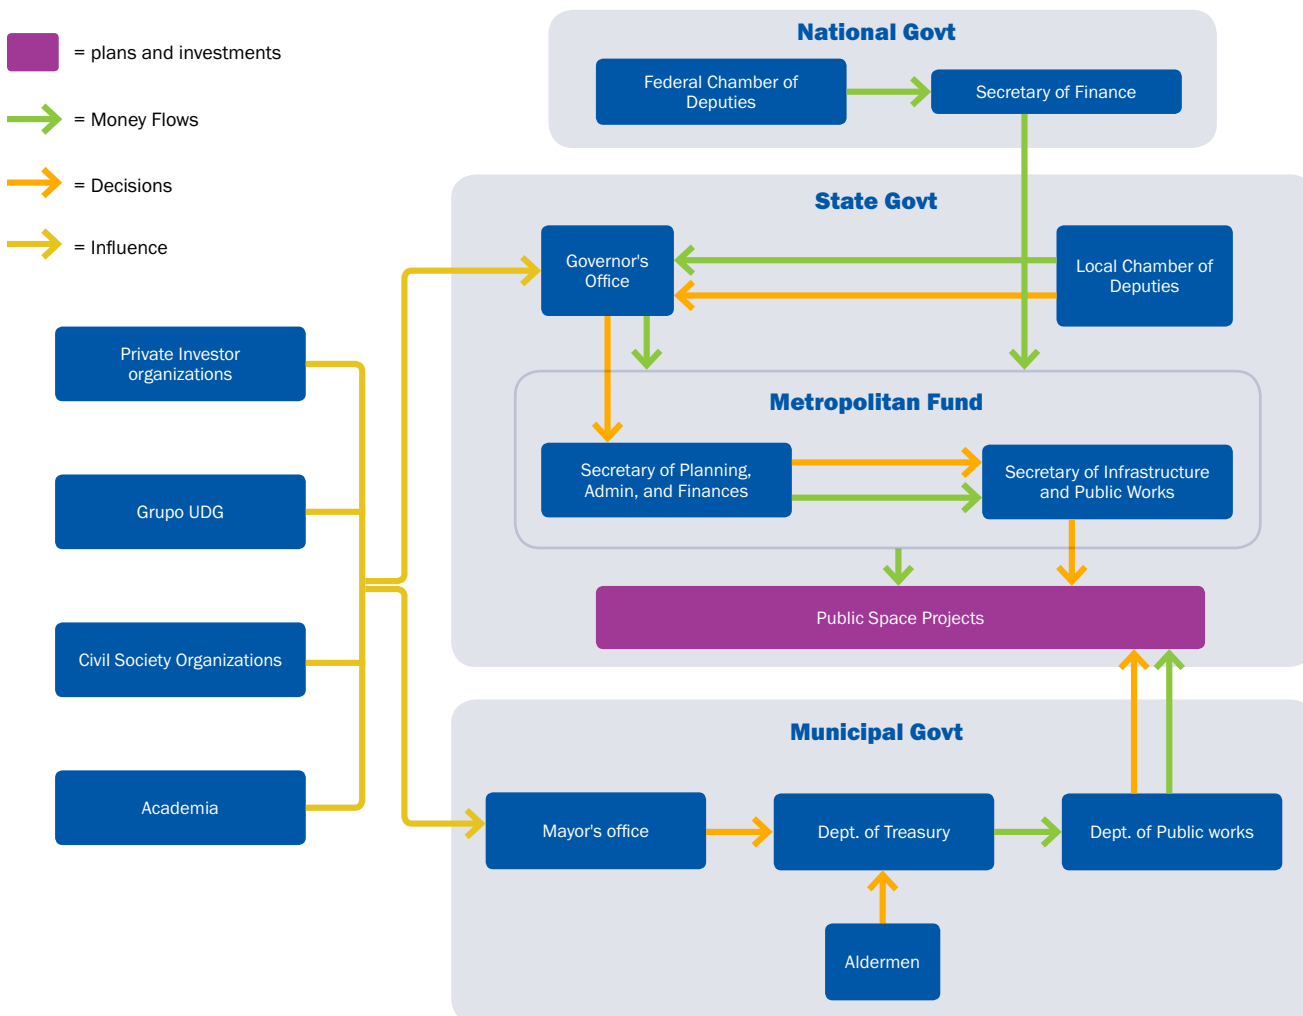 = plans and investments
= Money Flows
= Decisions
= Influence
National Govt
Federal Chamber of
Deputies
Secretary of Finance
State Govt
Governor's
Office
Local Chamber of
Deputies
Metropolitan Fund
Secretary of Planning,
Admin, and Finances
Secretary of Infrastructure
and Public Works
Public Space Projects
Private Investor
organizations
Grupo UDG
Civil Society Organizations
Academia
Municipal Govt
Mayor's office
Dept. of Treasury
Dept. of Public works
Aldermen